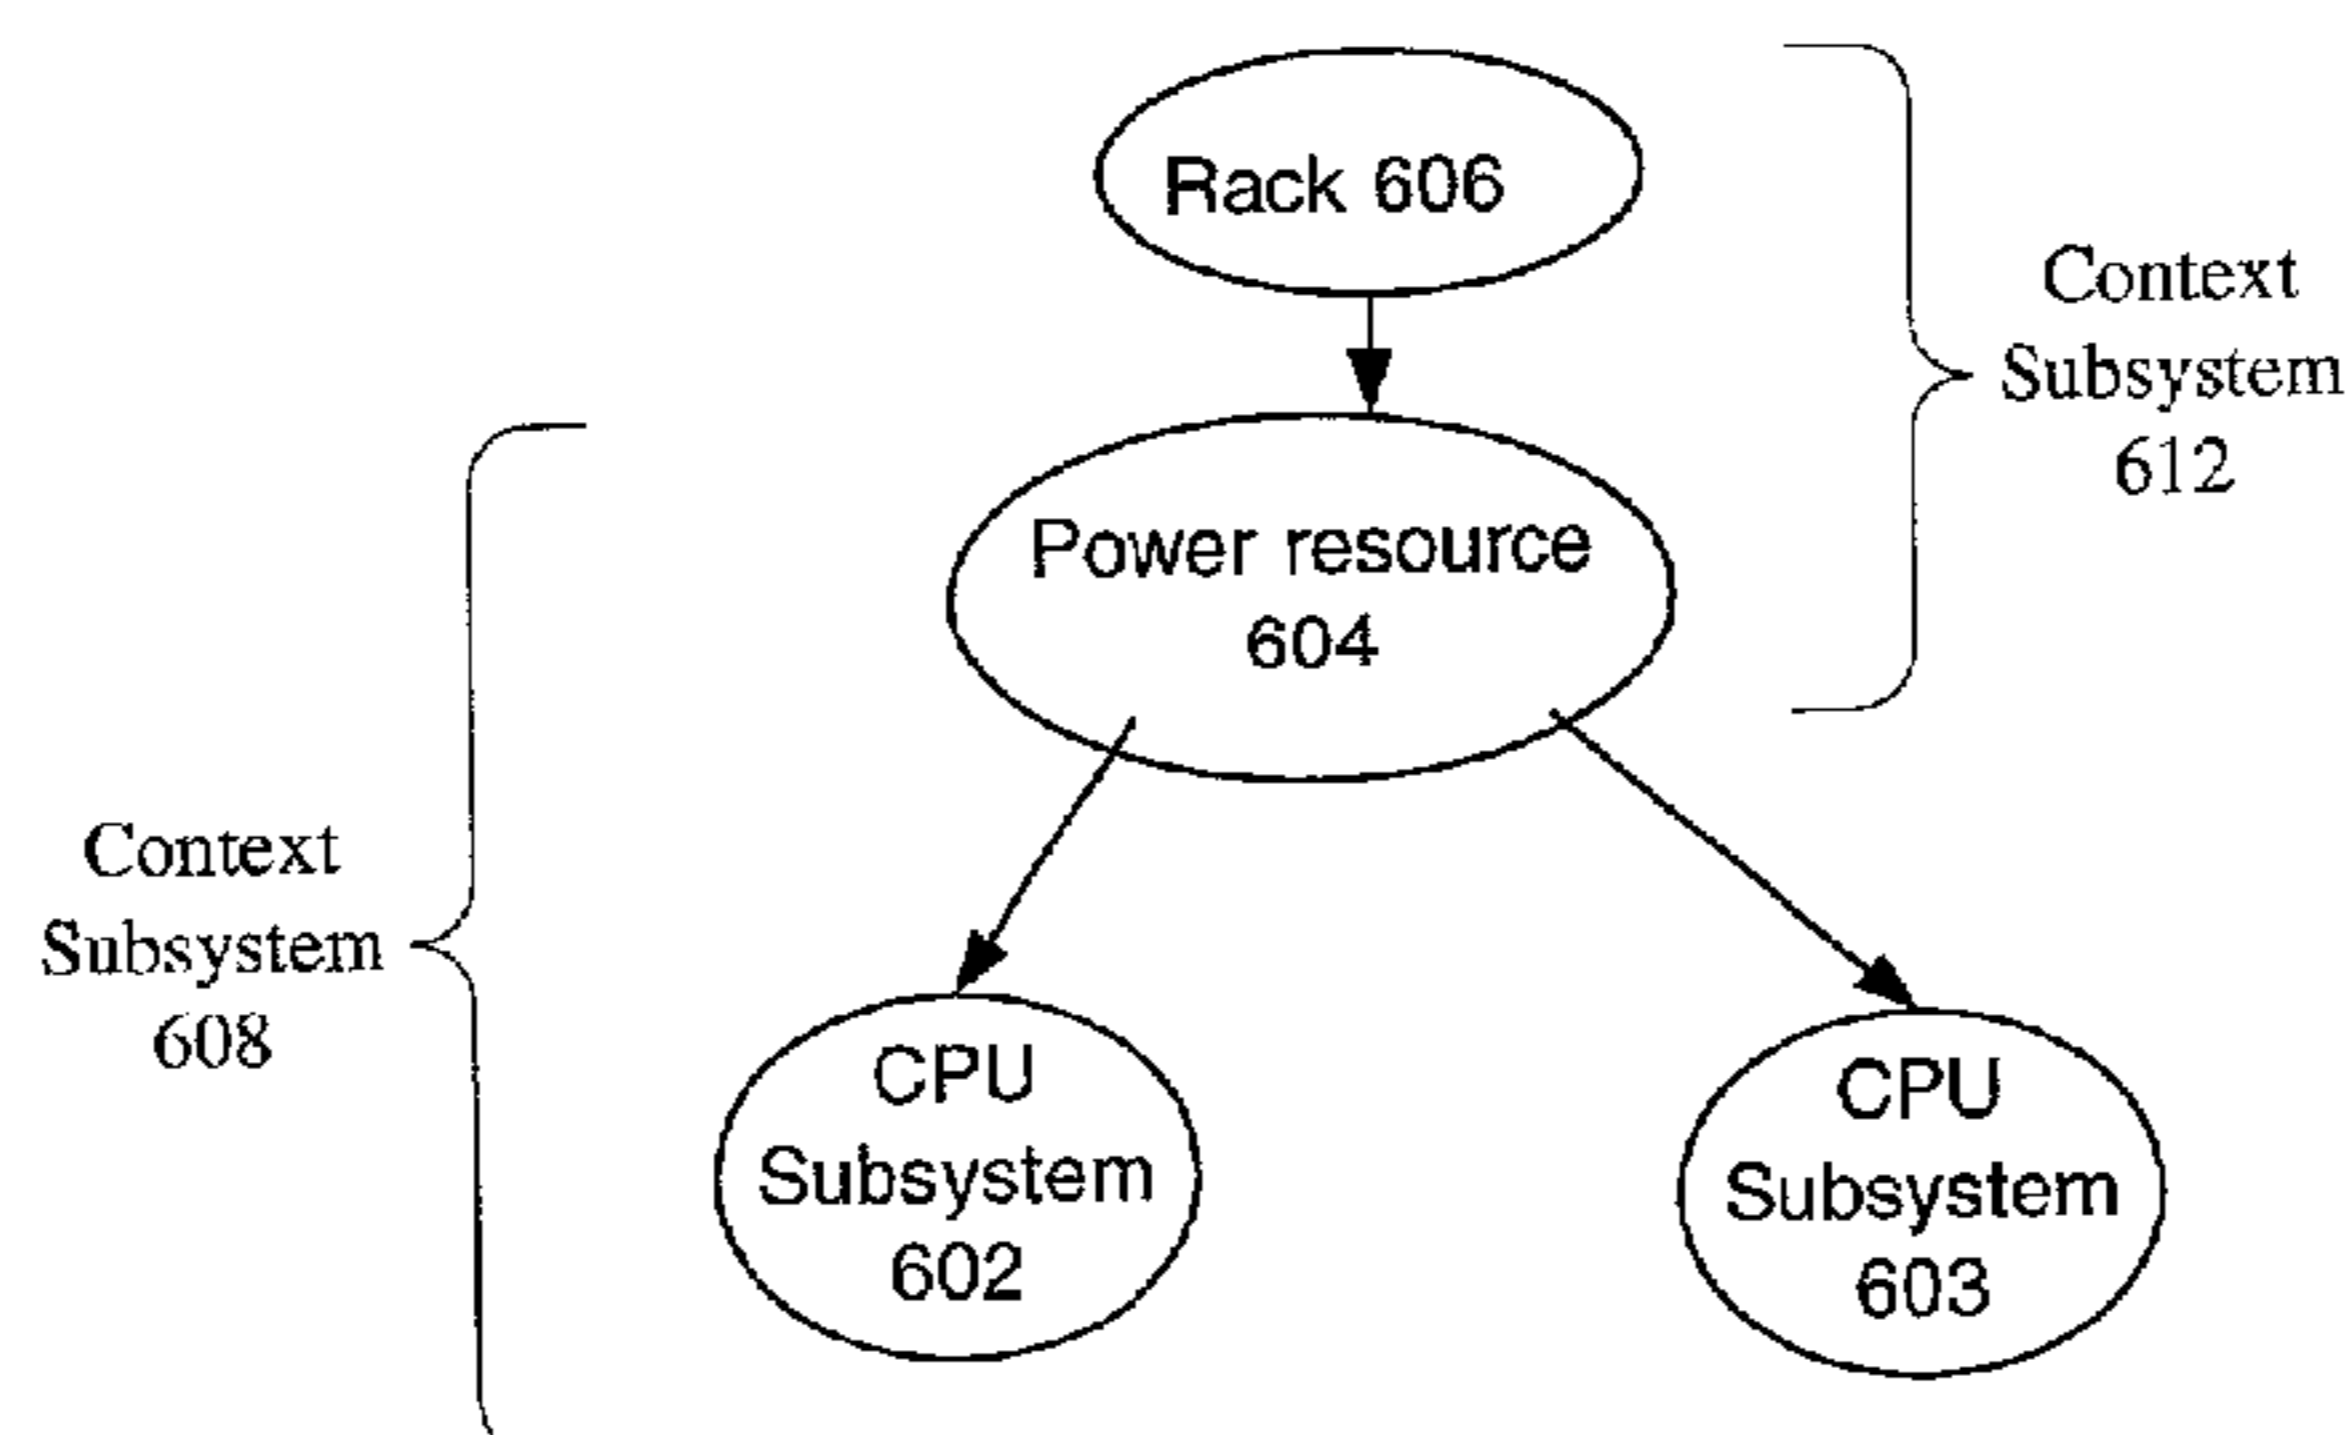 Rack 606
Context
Subsystem
612
Power resource
604
Context
Subsystem
608
CPU
Subsystem
602
CPU
Subsystem
603